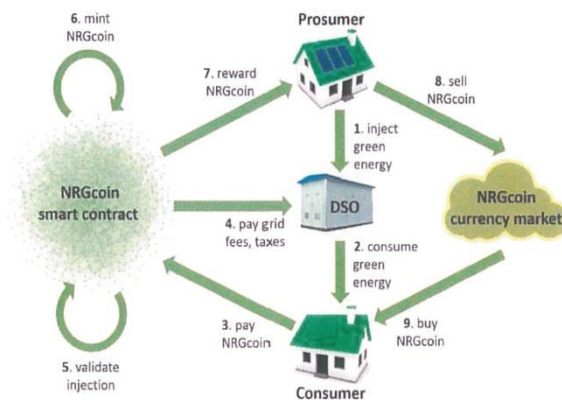 6. mint
NRGcoin
Prosumer
7. reward
NRGcoin
8. sell
NRGcoin
1. inject
green
energy
NRGcoin
smart contract
DSO
NRGcoin
currency market
4. pay grid
fees, taxes
2. consume
green
energy
3. pay
NRGcoin
9. buy
NRGcoin
5. validate
injection
Consumer